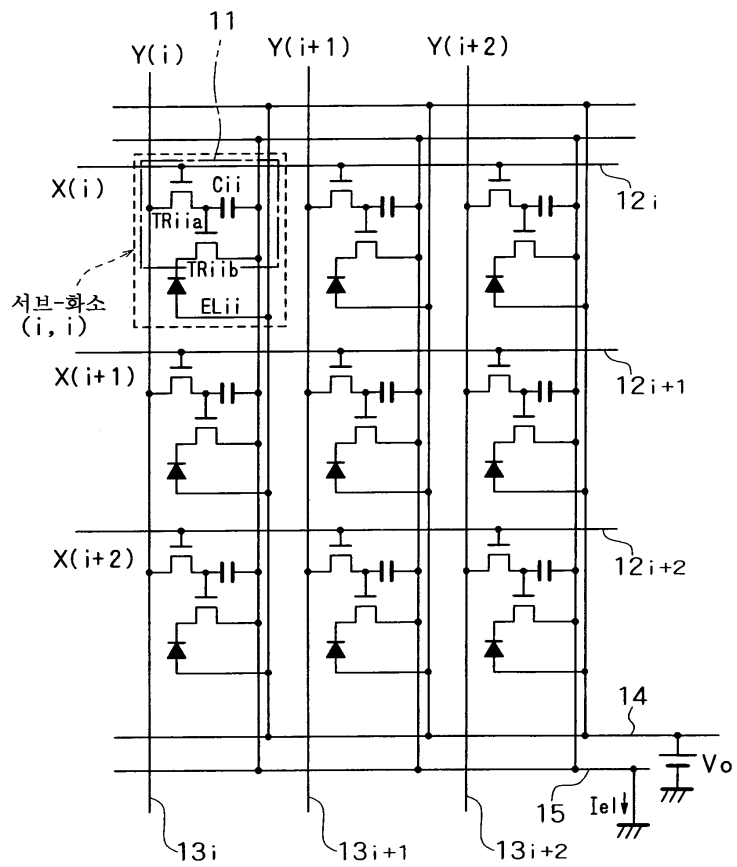 11
Y(i)
Y(i+1)
Y(i+2)
X(i)
Cii
12i
TRiia
TRiib
서브-화소
(i, i)
ELii
X(i+1)
12i+1
X(i+2)
12i+2
14
Vo
15
Iel
13i
13i+1
13i+2